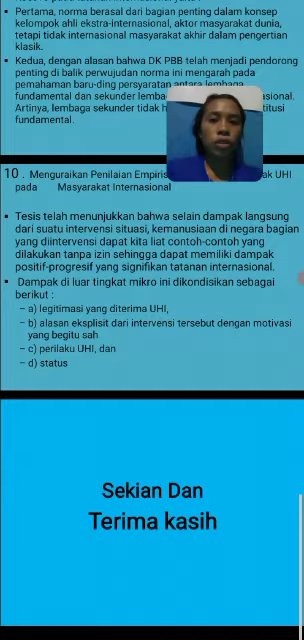 Pertama, norma berasal dari bagian penting dalam konsep
kelompok ahli ekstra-internasional, aktor masyarakat dunia,
tetapi tidak internasional masyarakat akhir dalam pengertian
klasik.
Kedua, dengan alasan bahwa DK PBB telah menjadi pendorong
penting di balik perwujudan norma ini mengarah pada
pemahaman baru-ding persyaratan antara lembaga
fundamental dan sekunder
Artinya, lembaga sekunder tidak
fundamental.
10 . Menguraikan Penilaian Empiris ak UHI
pada Masyarakat Internasional
Tesis telah menunjukkan bahwa selain dampak langsung
dari suatu intervensi situasi, kemanusiaan di negara bagian
yang diintervensi dapat kita liat contoh-contoh yang
dilakukan tanpa izin sehingga dapat memiliki dampak
positif-progresif yang signifikan tatanan internasional.
Dampak di luar tingkat mikro ini dikondisikan sebagai
berikut :
– a) legitimasi yang diterima UHI,
– b) alasan eksplisit dari intervensi tersebut dengan motivasi
yang begitu sah
– c) perilaku UHI, dan
– d) status
Sekian Dan
Terima kasih